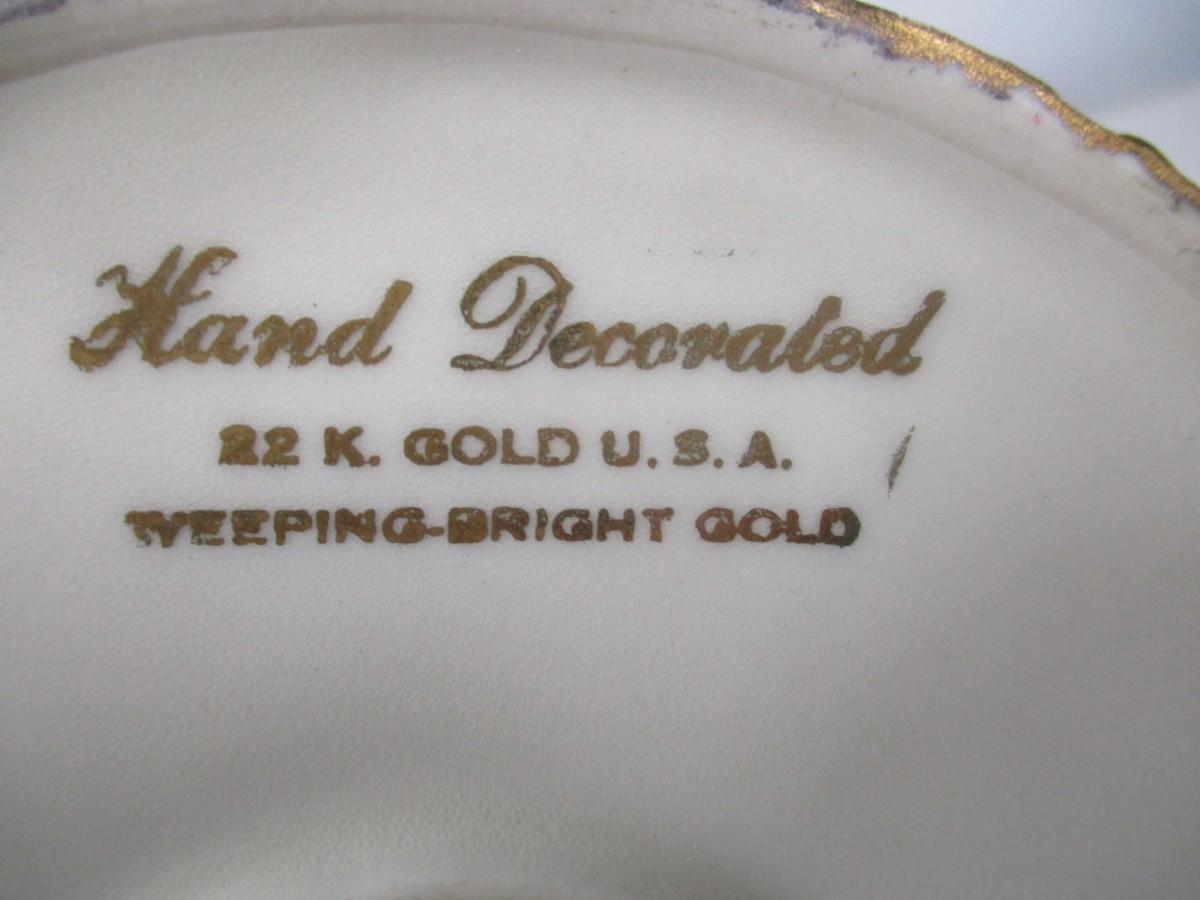 Hand Decorated
22 K. GOLD U. S. A.
WEEPING-BRIGHT GOLD